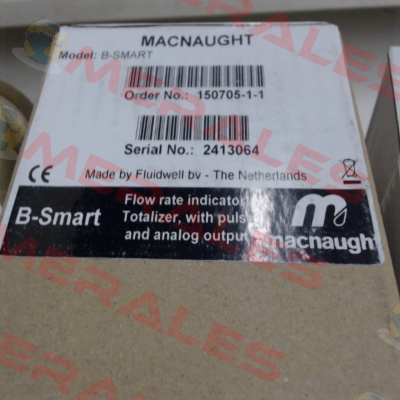 MACNAUGHT
Model: B-SMART
Order No.: 150705-1-1
Serial No.: 2413064
Made by Fluidwell bv - The Netherlands
CE
B-Smart
Flow rate indicator
Totalizer, with pulse
and analog output
macnaught
MERALES
MERALES
MERALES
MERALES